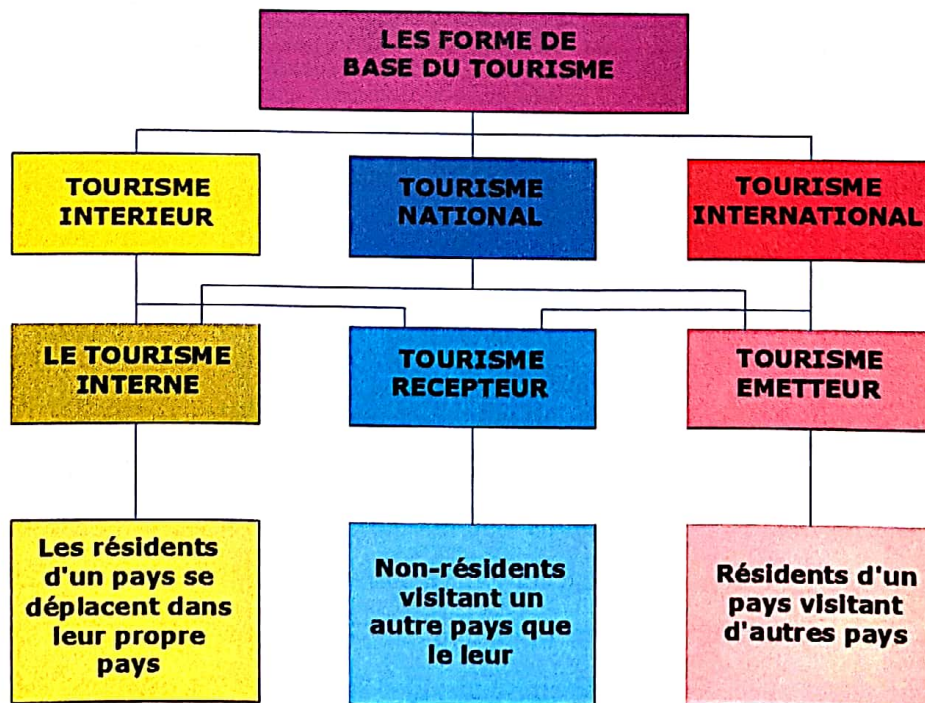 LES FORME DE
BASE DU TOURISME
TOURISME
INTERIEUR
TOURISME
NATIONAL
TOURISME
INTERNATIONAL
LE TOURISME
INTERNE
TOURISME
RECEPTEUR
TOURISME
EMETTEUR
Les résidents
d'un pays se
déplacent dans
leur propre
pays
Non-résidents
visitant un
autre pays que
le leur
Résidents d'un
pays visitant
d'autres pays